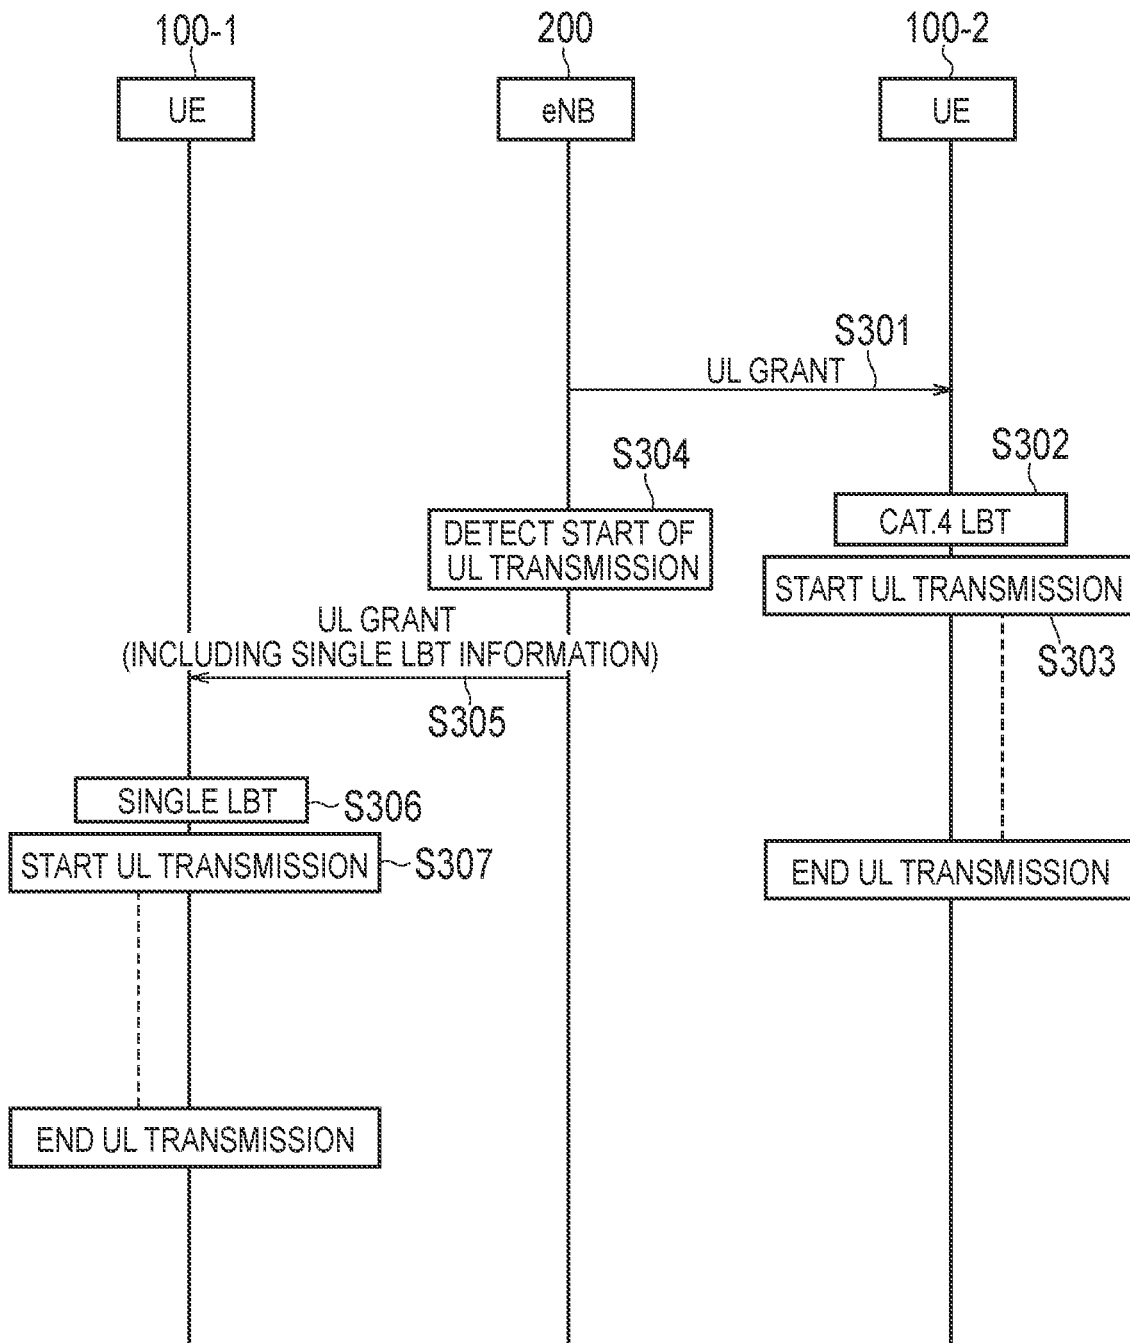 100-1
200
100-2
UE
eNB
UE
S301
UL GRANT
S302
S304
CAT.4 LBT
DETECT START OF
UL TRANSMISSION
START UL TRANSMISSION
UL GRANT
(INCLUDING SINGLE LBT INFORMATION)
S303
S305
SINGLE LBT
S306
START UL TRANSMISSION
S307
END UL TRANSMISSION
END UL TRANSMISSION